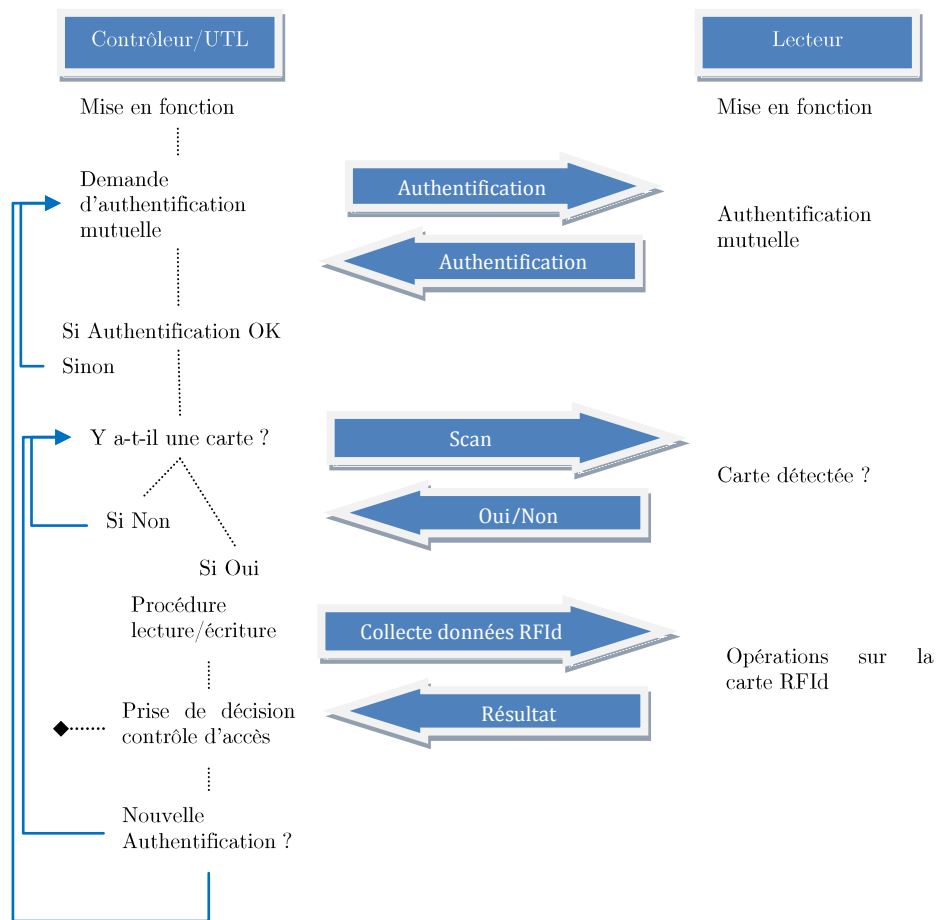 Contrôleur/UTL
Lecteur
Mise en fonction
Mise en fonction
Demande
d'authentification
mutuelle
Authentification
Authentification
mutuelle
Authentification
Si Authentification OK
Sinon
Y a-t-il une carte ?
Scan
Carte détectée ?
Si Non
Oui/Non
Si Oui
Procédure
lecture/écriture
Collecte données RFId
Opérations sur la
carte RFId
Prise de décision
contrôle d'accès
Résultat
Nouvelle
Authentification ?